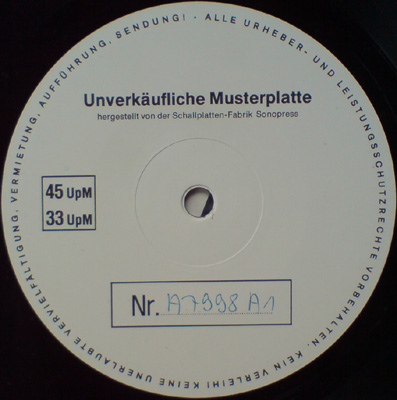 Unverkäufliche Musterplatte
hergestellt von der Schallplatten-Fabrik Sonopress
45 UpM
33 UpM
Nr. A7998 A1
ALLE URHEBER- UND LEISTUNGSSCHUTZRECHTE VORBEHALTEN. KEIN VERLEIH! KEINE UNERLAUBTE VERVIELFÄLTIGUNG, VERMIETUNG, AUFFÜHRUNG, SENDUNG! -